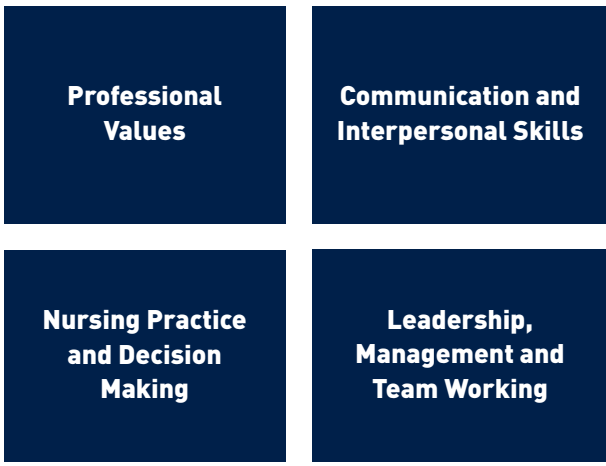 Professional
Values
Communication and
Interpersonal Skills
Nursing Practice
and Decision
Making
Leadership,
Management and
Team Working